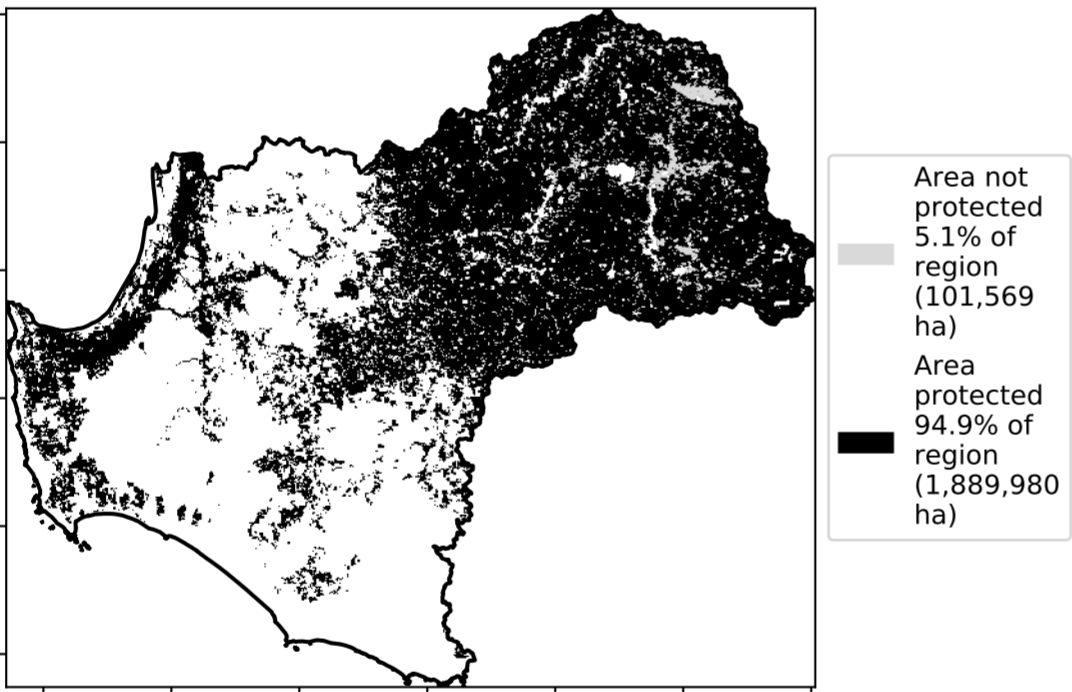 Area not
protected
5.1% of
region
(101,569
ha)
Area
protected
94.9% of
region
(1,889,980
ha)